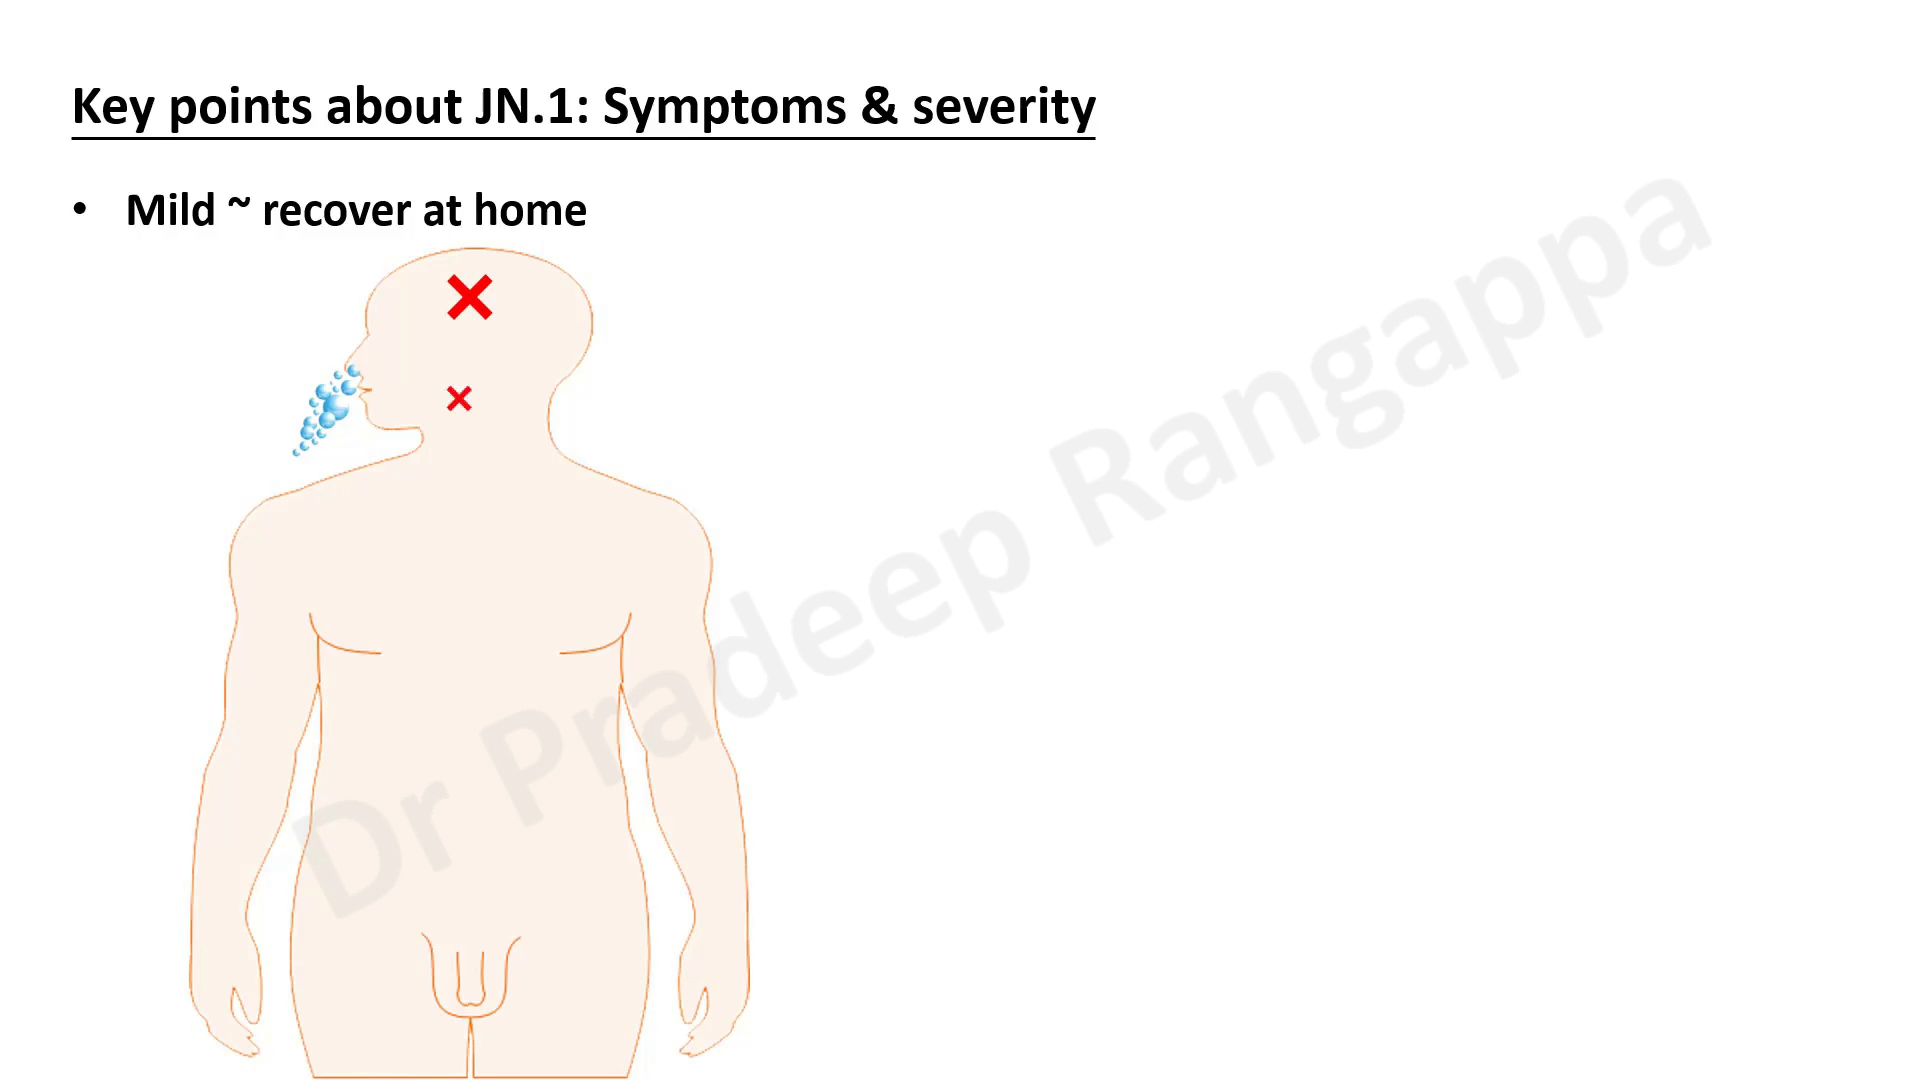 Key points about JN.1: Symptoms & severity
• Mild ~ recover at home
Dr Pradeep Rangappa